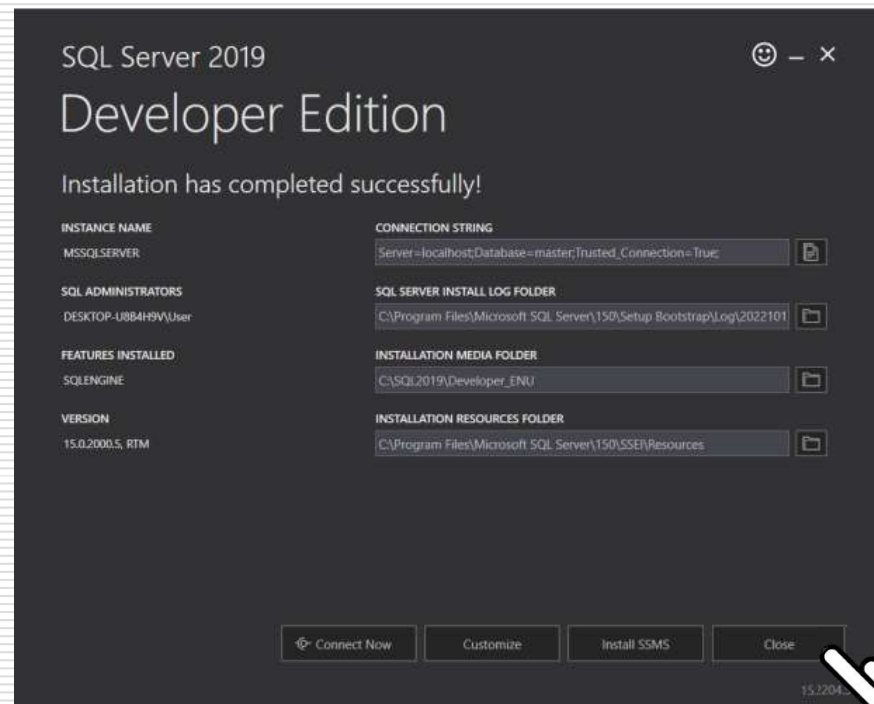 SQL Server 2019
Developer Edition
Installation has completed successfully!
INSTANCE NAME
MSSQLSERVER
CONNECTION STRING
Server=localhost;Database=master;Trusted_Connection=True;
SQL ADMINISTRATORS
DESKTOP-U8B4H9V\User
SQL SERVER INSTALL LOG FOLDER
C:\Program Files\Microsoft SQL Server\150\Setup Bootstrap\Log\2022101
FEATURES INSTALLED
SQLENGINE
INSTALLATION MEDIA FOLDER
C:\SQL2019\Developer_ENU
VERSION
15.0.2000.5, RTM
INSTALLATION RESOURCES FOLDER
C:\Program Files\Microsoft SQL Server\150\SSEI\Resources
Connect Now
Customize
Install SSMS
Close